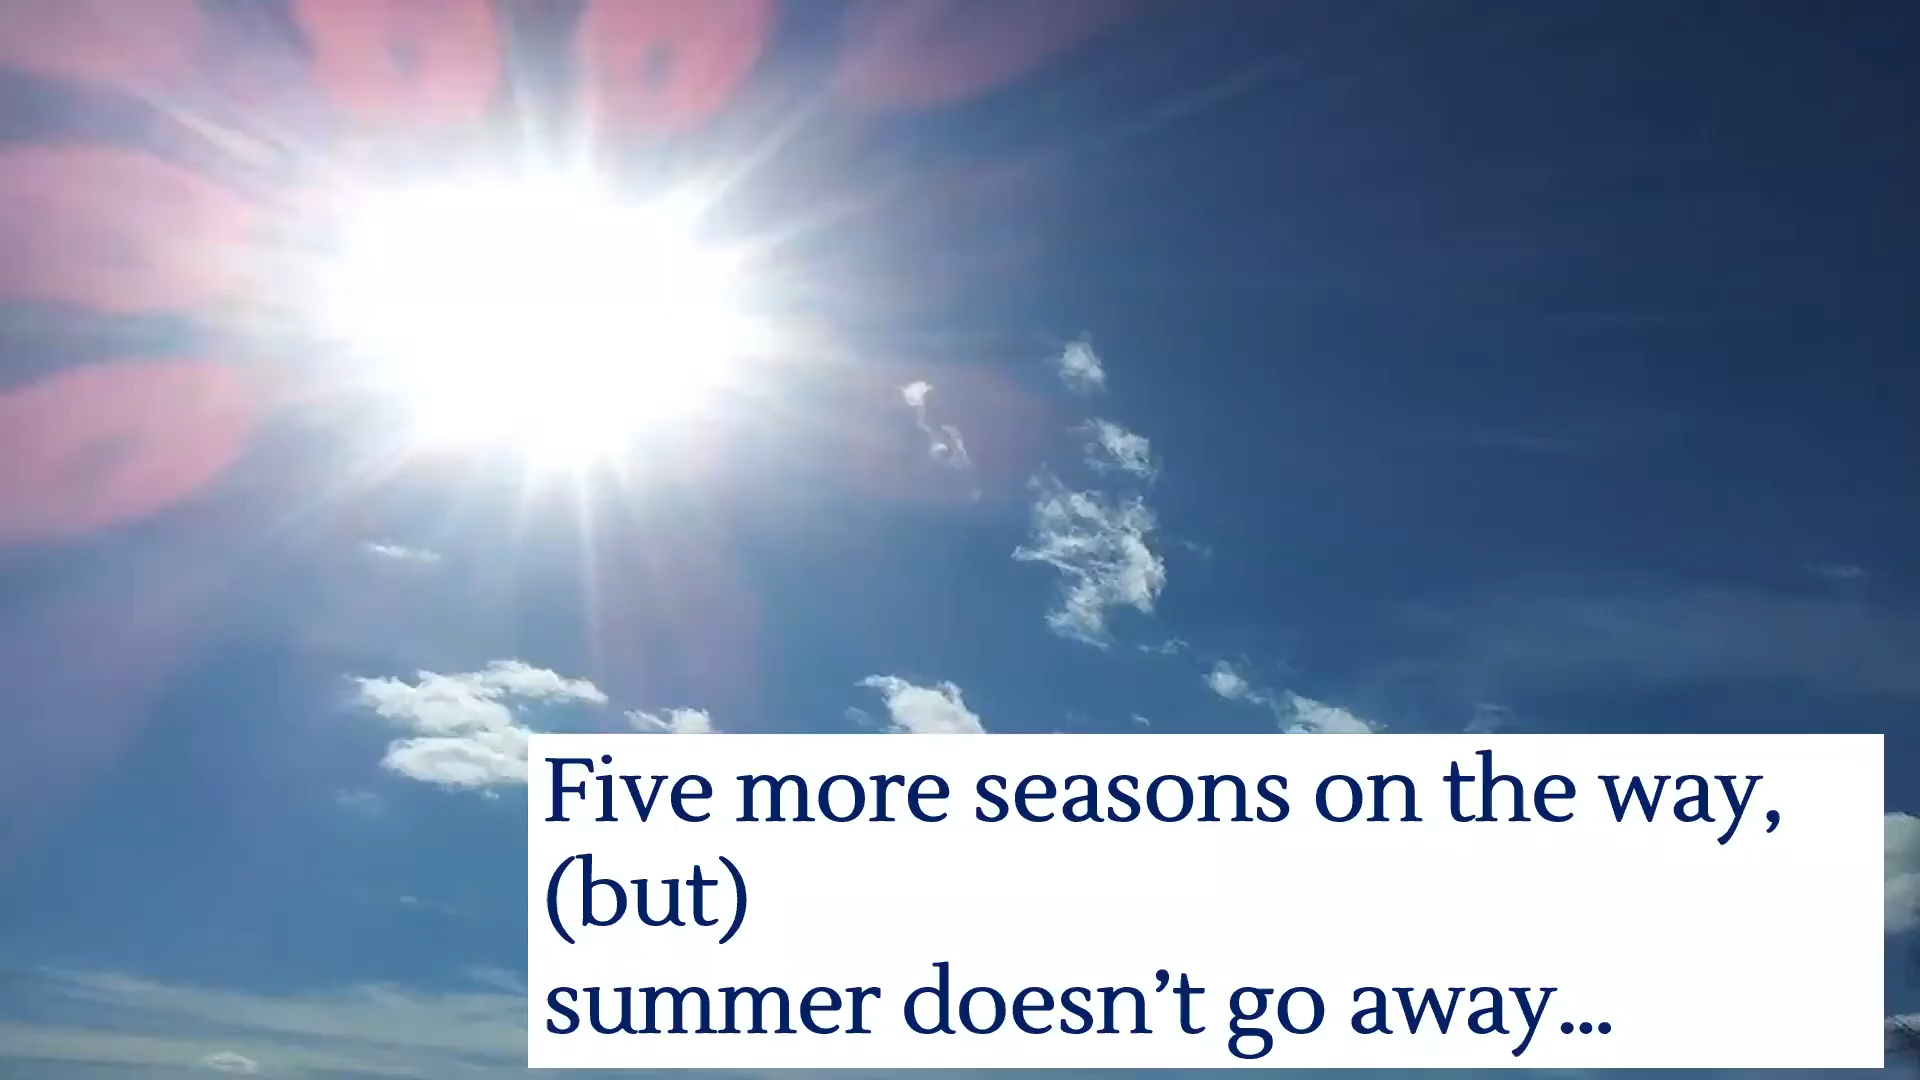 Five more seasons on the way,
(but)
summer doesn’t go away...